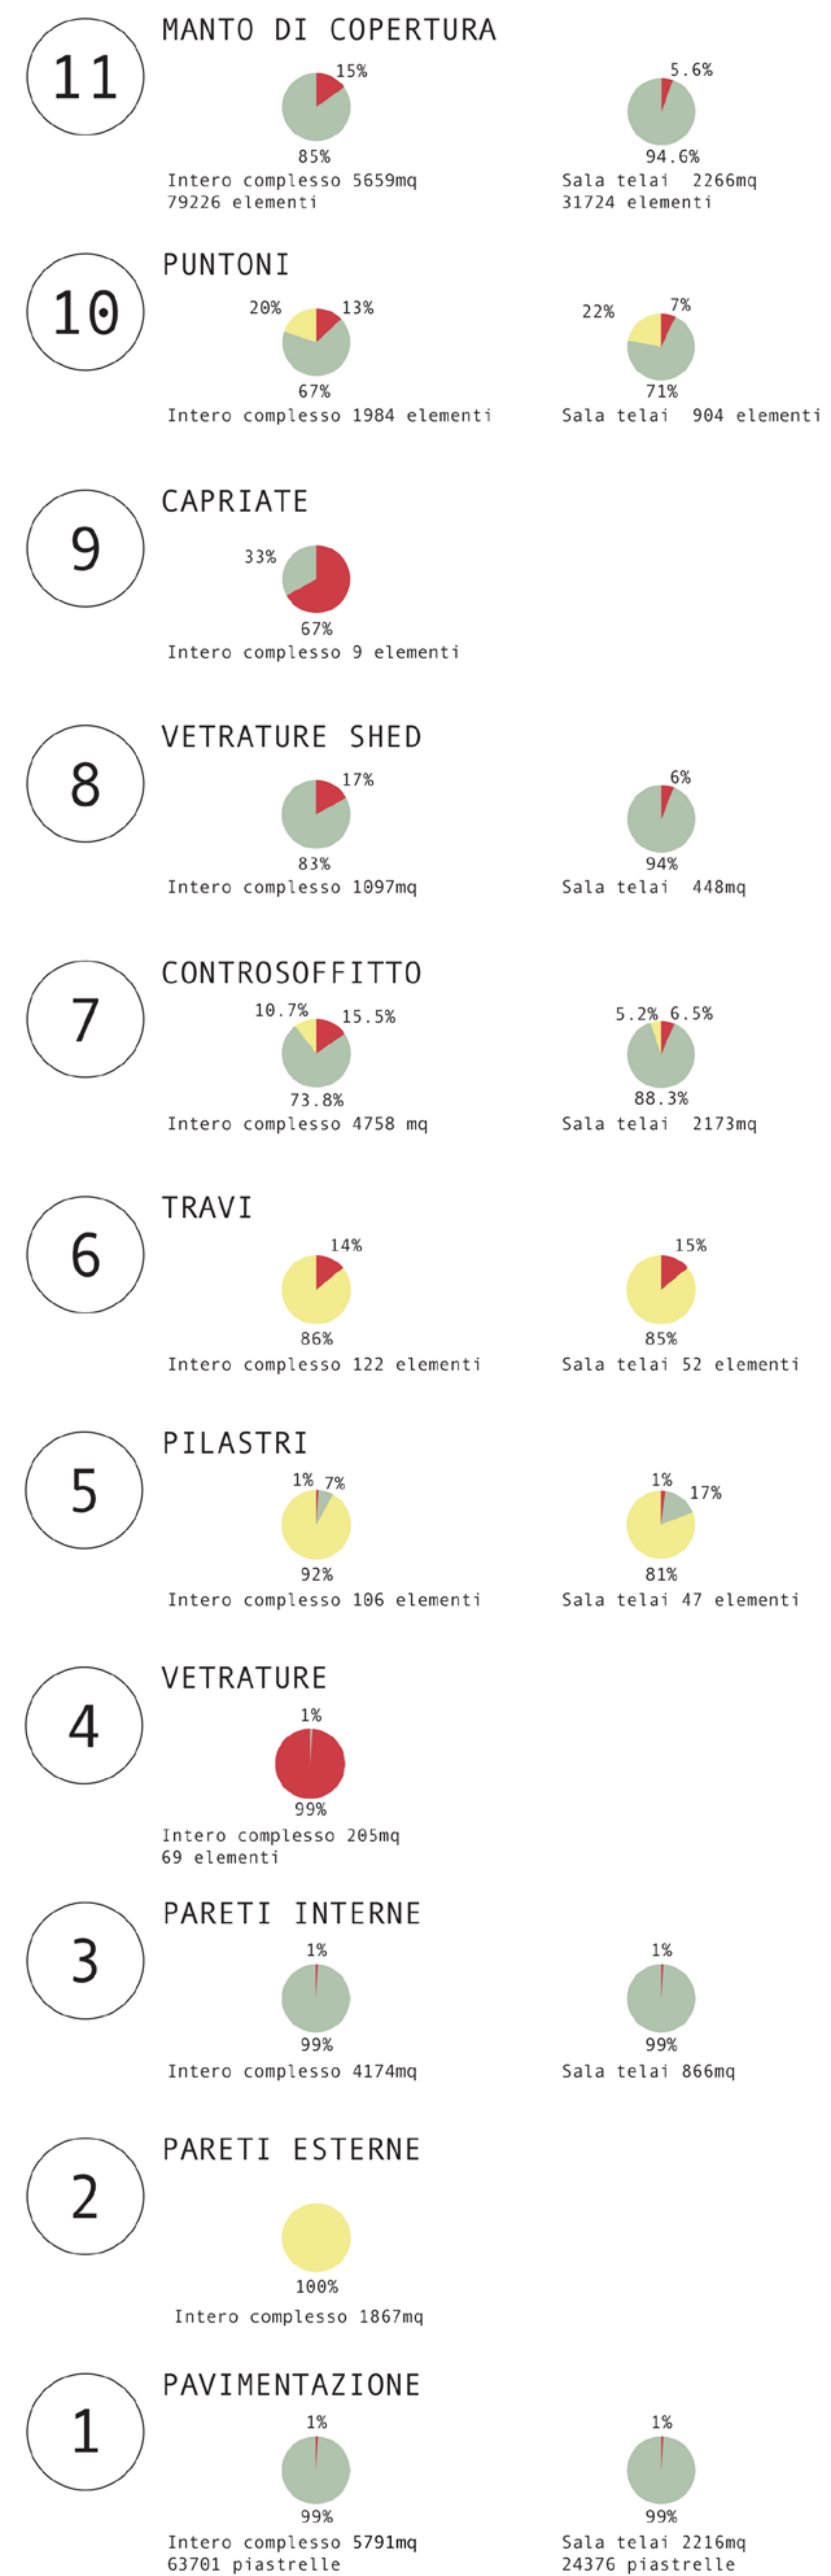 11
MANTO DI COPERTURA
15%
85%
Intero complesso 5659mq
79226 elementi
5.6%
94.6%
Sala telai 2266mq
31724 elementi
10
PUNTONI
20%
13%
67%
Intero complesso 1984 elementi
22%
7%
71%
Sala telai 904 elementi
9
CAPRIATE
33%
67%
Intero complesso 9 elementi
8
VETRATURE SHED
17%
83%
Intero complesso 1097mq
6%
94%
Sala telai 448mq
7
CONTROSOFFITTO
10.7%
15.5%
73.8%
Intero complesso 4758 mq
5.2%
6.5%
88.3%
Sala telai 2173mq
6
TRAVI
14%
86%
Intero complesso 122 elementi
15%
85%
Sala telai 52 elementi
5
PILASTRI
1%
7%
92%
Intero complesso 106 elementi
1%
17%
81%
Sala telai 47 elementi
4
VETRATURE
1%
99%
Intero complesso 205mq
69 elementi
3
PARETI INTERNE
1%
99%
Intero complesso 4174mq
1%
99%
Sala telai 866mq
2
PARETI ESTERNE
100%
Intero complesso 1867mq
1
PAVIMENTAZIONE
1%
99%
Intero complesso 5791mq
63701 piastrelle
1%
99%
Sala telai 2216mq
24376 piastrelle